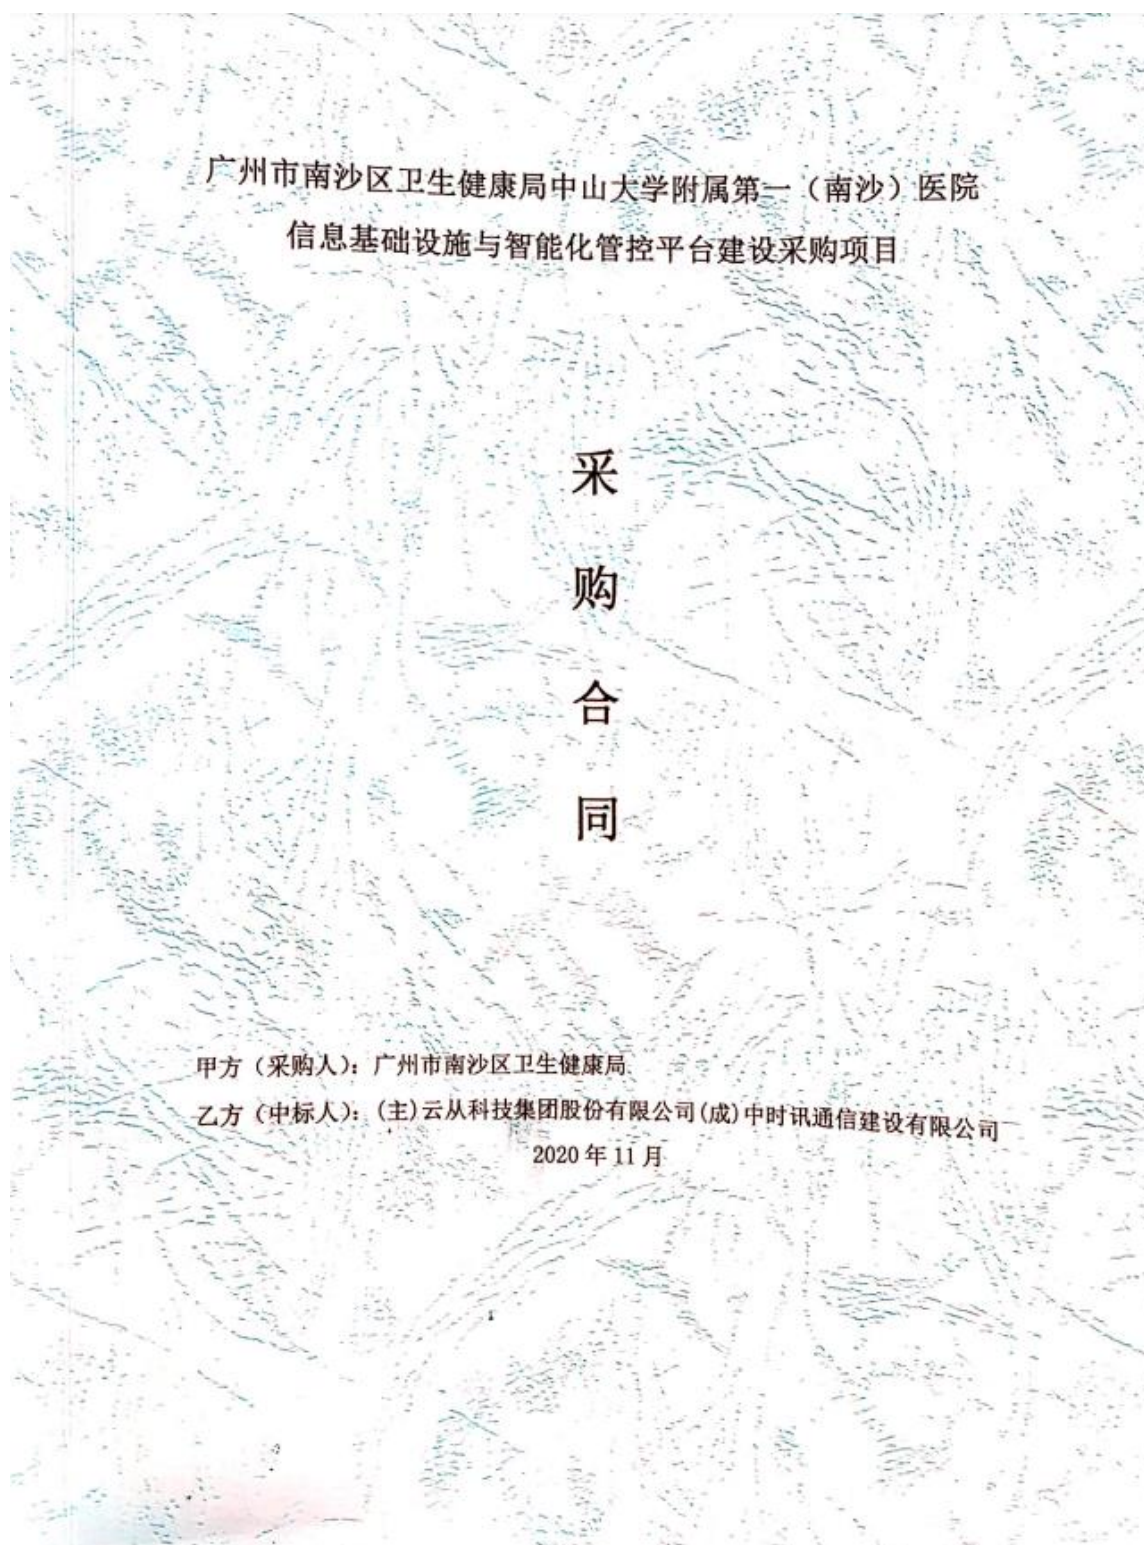 广州市南沙区卫生健康局中山大学附属第一（南沙）医院
信息基础设施与智能化管控平台建设采购项目
采
购
合
同
甲方（采购人）：广州市南沙区卫生健康局
乙方（中标人）：(主)云从科技集团股份有限公司(成)中时讯通信建设有限公司
2020年11月